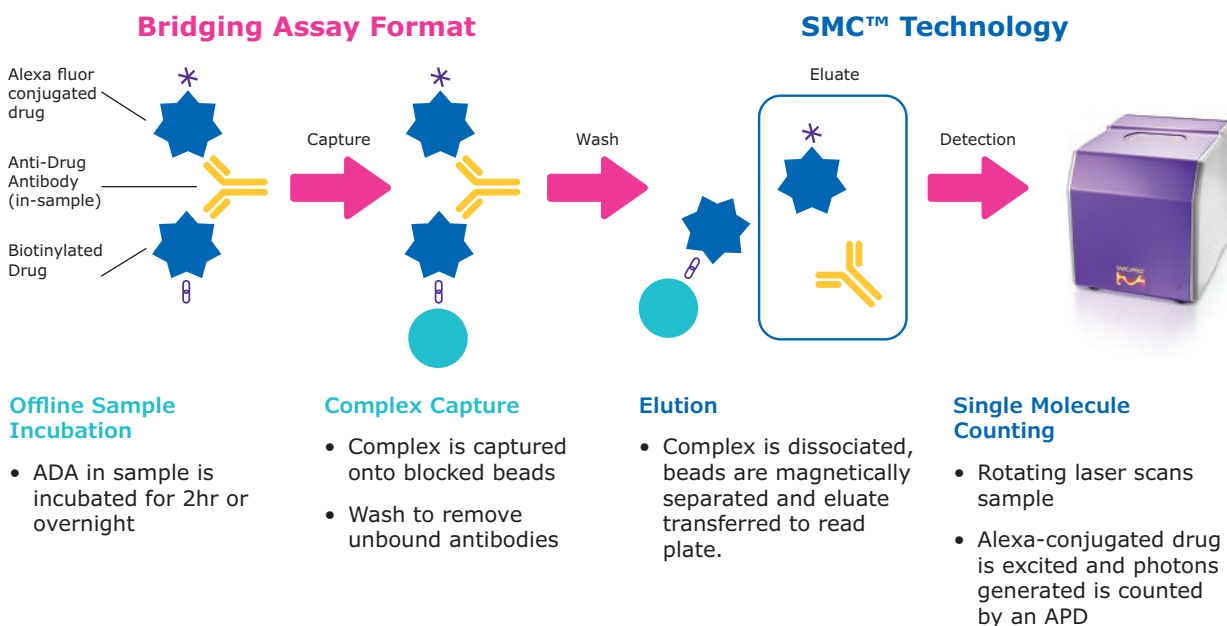 Bridging Assay Format
SMC™ Technology
Alexa fluor
conjugated
drug
Anti-Drug
Antibody
(in-sample)
Biotinylated
Drug
Capture
Wash
Eluate
Detection
Offline Sample
Incubation
• ADA in sample is
incubated for 2hr or
overnight
Complex Capture
• Complex is captured
onto blocked beads
• Wash to remove
unbound antibodies
Elution
• Complex is dissociated,
beads are magnetically
separated and eluate
transferred to read
plate.
Single Molecule
Counting
• Rotating laser scans
sample
• Alexa-conjugated drug
is excited and photons
generated is counted
by an APD